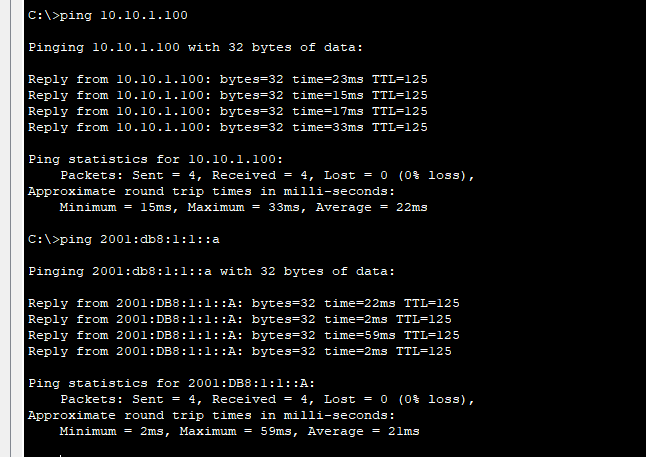 C:\>ping 10.10.1.100
Pinging 10.10.1.100 with 32 bytes of data:
Reply from 10.10.1.100: bytes=32 time=23ms TTL=125
Reply from 10.10.1.100: bytes=32 time=15ms TTL=125
Reply from 10.10.1.100: bytes=32 time=17ms TTL=125
Reply from 10.10.1.100: bytes=32 time=33ms TTL=125
Ping statistics for 10.10.1.100:
Packets: Sent = 4, Received = 4, Lost = 0 (0% loss),
Approximate round trip times in milli-seconds:
Minimum = 15ms, Maximum = 33ms, Average = 22ms
C:\>ping 2001:db8:1:1::a
Pinging 2001:db8:1:1::a with 32 bytes of data:
Reply from 2001:DB8:1:1::A: bytes=32 time=22ms TTL=125
Reply from 2001:DB8:1:1::A: bytes=32 time=2ms TTL=125
Reply from 2001:DB8:1:1::A: bytes=32 time=59ms TTL=125
Reply from 2001:DB8:1:1::A: bytes=32 time=2ms TTL=125
Ping statistics for 2001:DB8:1:1::A:
Packets: Sent = 4, Received = 4, Lost = 0 (0% loss),
Approximate round trip times in milli-seconds:
Minimum = 2ms, Maximum = 59ms, Average = 21ms